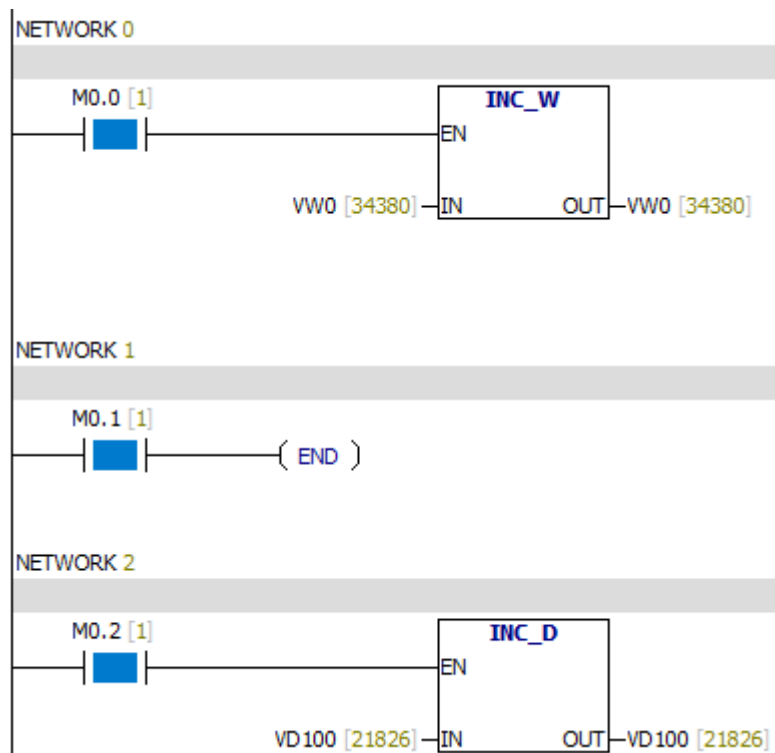 NETWORK 0
M0.0 [1]
INC_W
EN
VW0 [34380] IN OUT VW0 [34380]
NETWORK 1
M0.1 [1]
( END )
NETWORK 2
M0.2 [1]
INC_D
EN
VD100 [21826] IN OUT VD100 [21826]